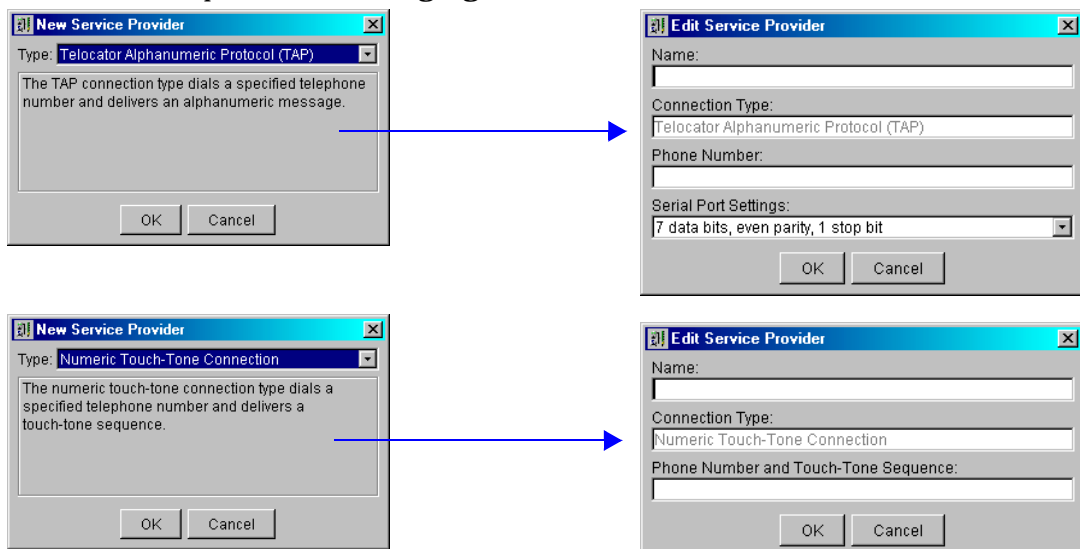 New Service Provider
Type: Telocator Alphanumeric Protocol (TAP)
The TAP connection type dials a specified telephone
number and delivers an alphanumeric message.
OK Cancel
Edit Service Provider
Name:
Connection Type:
Telocator Alphanumeric Protocol (TAP)
Phone Number:
Serial Port Settings:
7 data bits, even parity, 1 stop bit
OK Cancel
New Service Provider
Type: Numeric Touch-Tone Connection
The numeric touch-tone connection type dials a
specified telephone number and delivers a
touch-tone sequence.
OK Cancel
Edit Service Provider
Name:
Connection Type:
Numeric Touch-Tone Connection
Phone Number and Touch-Tone Sequence:
OK Cancel